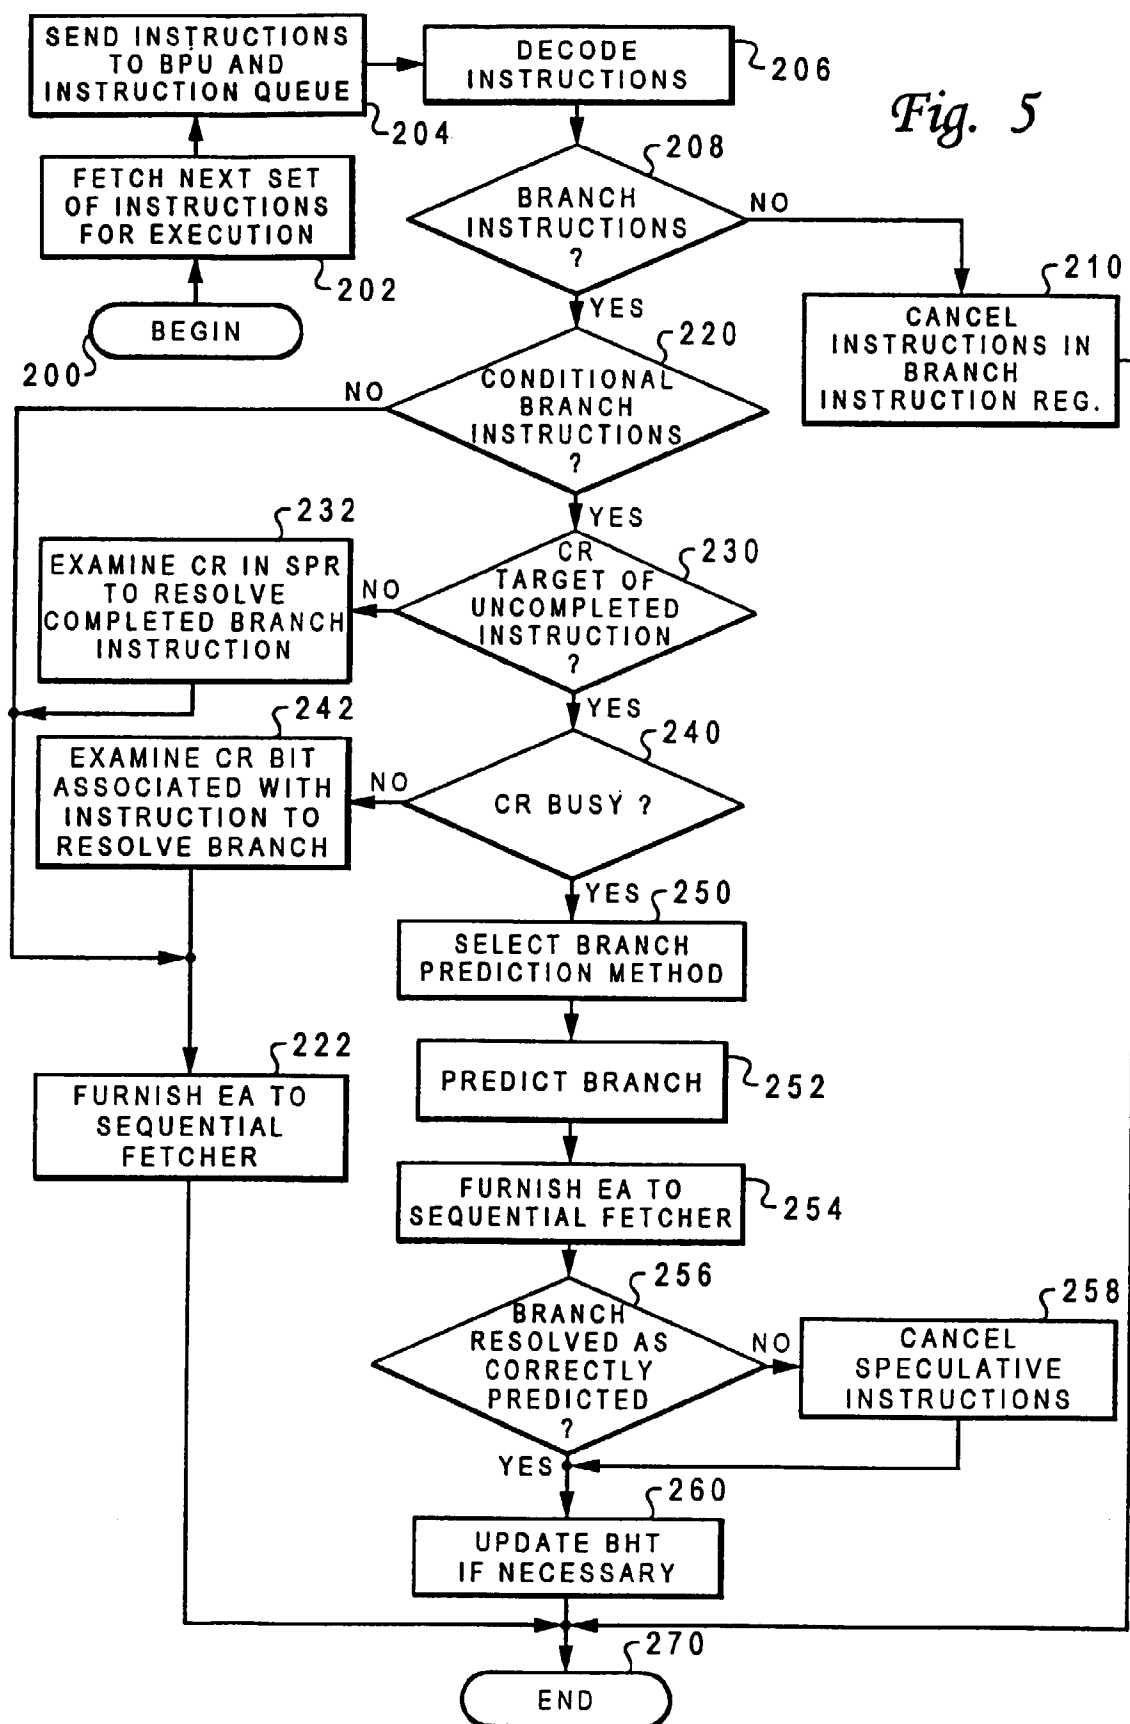 SEND INSTRUCTIONS
TO BPU AND
INSTRUCTION QUEUE
204
DECODE
INSTRUCTIONS
206
Fig. 5
FETCH NEXT SET
OF INSTRUCTIONS
FOR EXECUTION
202
BEGIN
200
208
BRANCH
INSTRUCTIONS
?
NO
YES
210
CANCEL
INSTRUCTIONS IN
BRANCH
INSTRUCTION REG.
220
CONDITIONAL
BRANCH
INSTRUCTIONS
?
NO
YES
232
EXAMINE CR IN SPR
TO RESOLVE
COMPLETED BRANCH
INSTRUCTION
230
CR
TARGET OF
UNCOMPLETED
INSTRUCTION
?
NO
YES
242
EXAMINE CR BIT
ASSOCIATED WITH
INSTRUCTION TO
RESOLVE BRANCH
240
CR BUSY ?
NO
YES
250
SELECT BRANCH
PREDICTION METHOD
222
FURNISH EA TO
SEQUENTIAL
FETCHER
PREDICT BRANCH
252
FURNISH EA TO
SEQUENTIAL FETCHER
254
256
BRANCH
RESOLVED AS
CORRECTLY
PREDICTED
?
NO
YES
258
CANCEL
SPECULATIVE
INSTRUCTIONS
260
UPDATE BHT
IF NECESSARY
270
END